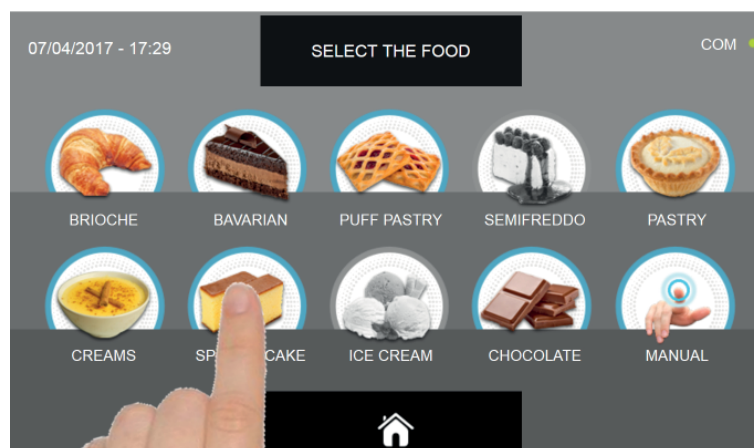 07/04/2017 - 17:29
SELECT THE FOOD
COM
BRIOCHE
BAVARIAN
PUFF PASTRY
SEMIFREDDO
PASTRY
CREAMS
CAKE
ICE CREAM
CHOCOLATE
MANUAL